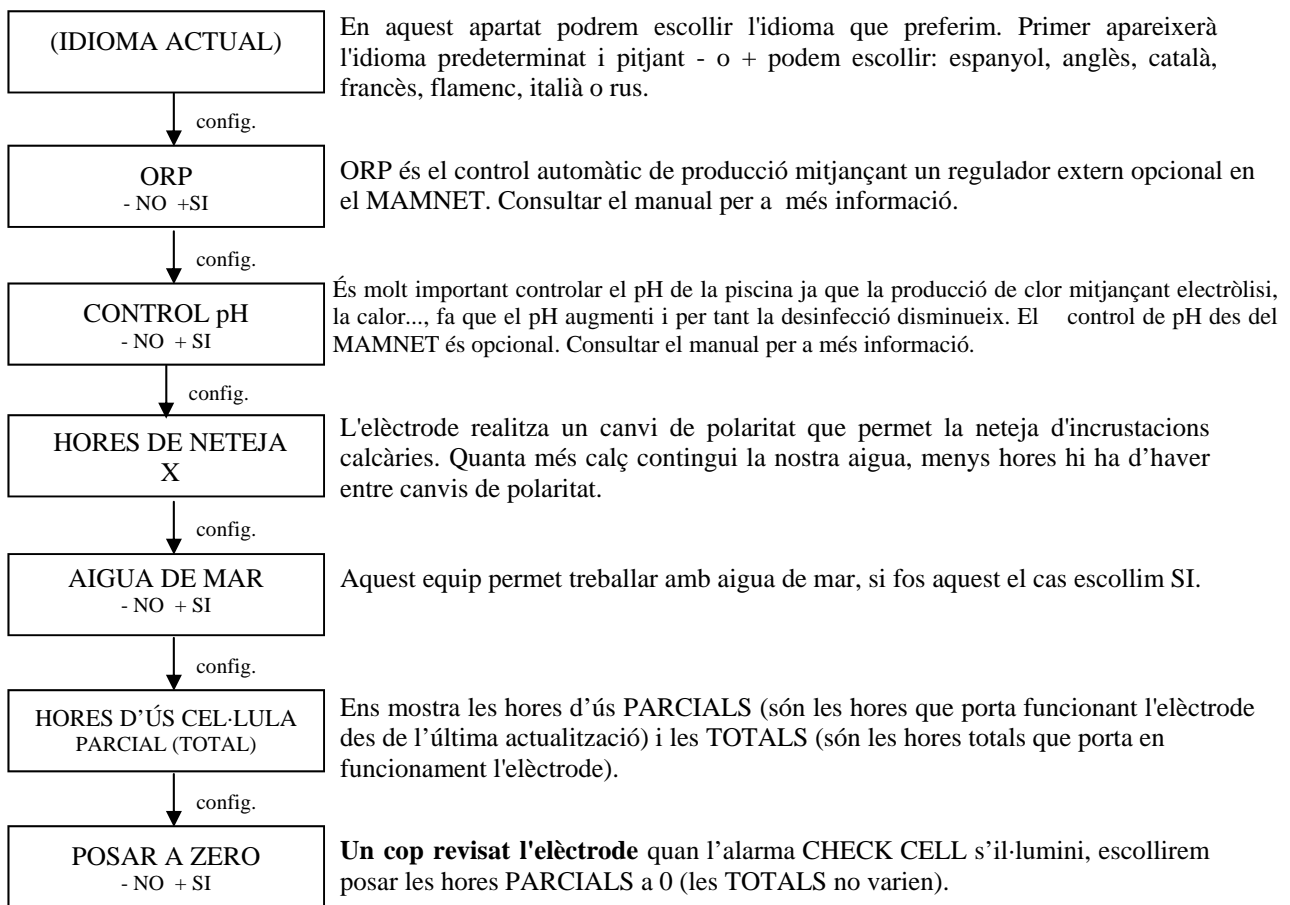 (IDIOMA ACTUAL)
En aquest apartat podrem escollir l'idioma que preferim. Primer apareixerà
l'idioma predeterminat i pitjant - o + podem escollir: espanyol, anglès, català,
francès, flamenc, italià o rus.
config.
ORP
- NO +SI
ORP és el control automàtic de producció mitjançant un regulador extern opcional en
el MAMNET. Consultar el manual per a més informació.
config.
CONTROL pH
- NO + SI
És molt important controlar el pH de la piscina ja que la producció de clor mitjançant electròlisi,
la calor..., fa que el pH augmenti i per tant la desinfecció disminueix. El control de pH des del
MAMNET és opcional. Consultar el manual per a més informació.
config.
HORES DE NETEJA
X
L'elèctrode realitza un canvi de polaritat que permet la neteja d'incrustacions
calcàries. Quanta més calç contingui la nostra aigua, menys hores hi ha d’haver
entre canvis de polaritat.
config.
AIGUA DE MAR
- NO + SI
Aquest equip permet treballar amb aigua de mar, si fos aquest el cas escollim SI.
config.
HORES D’ÚS CEL·LULA
PARCIAL (TOTAL)
Ens mostra les hores d'ús PARCIALS (són les hores que porta funcionant l'elèctrode
des de l’última actualització) i les TOTALS (són les hores totals que porta en
funcionament l'elèctrode).
config.
POSAR A ZERO
- NO + SI
Un cop revisat l'elèctrode quan l’alarma CHECK CELL s’il·lumini, escollirem
posar les hores PARCIALS a 0 (les TOTALS no varien).